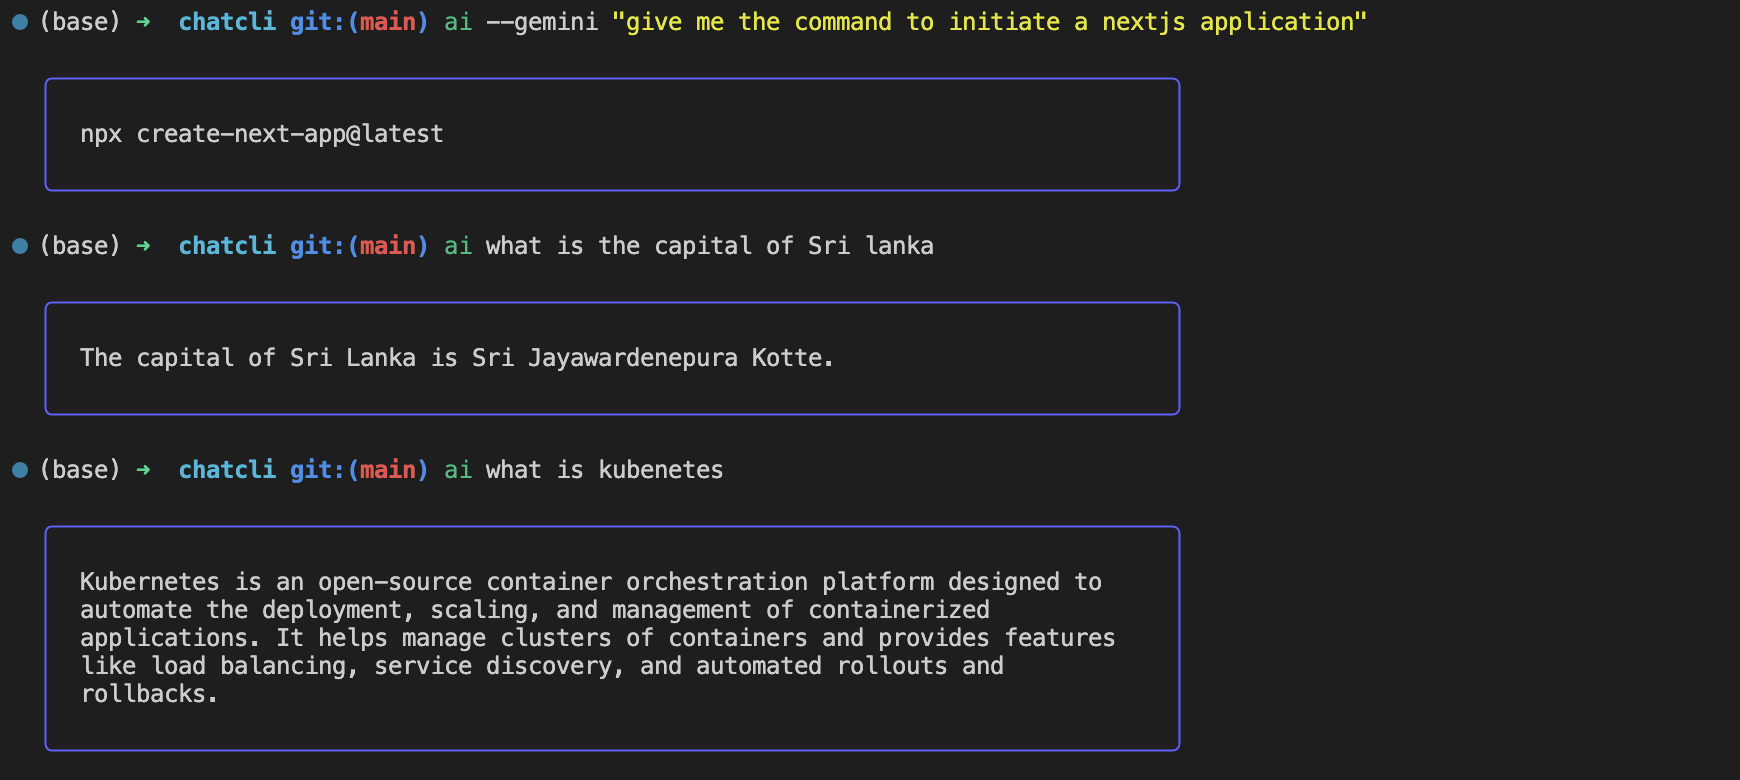 (base) ➜  chatcli git:(main) ai --gemini "give me the command to initiate a nextjs application"
npx create-next-app@latest
(base) ➜  chatcli git:(main) ai what is the capital of Sri lanka
The capital of Sri Lanka is Sri Jayawardenepura Kotte.
(base) ➜  chatcli git:(main) ai what is kubenetes
Kubernetes is an open-source container orchestration platform designed to
automate the deployment, scaling, and management of containerized
applications. It helps manage clusters of containers and provides features
like load balancing, service discovery, and automated rollouts and
rollbacks.